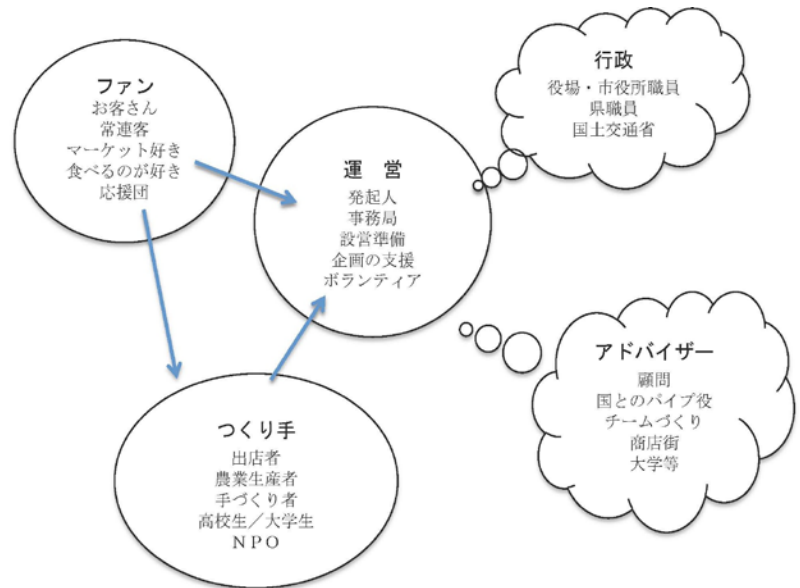 ファン
お客さん
常連客
マーケット好き
食べるのが好き
応援団
運 営
発起人
事務局
設営準備
企画の支援
ボランティア
行政
役場・市役所職員
県職員
国土交通省
つくり手
出店者
農業生産者
手づくり者
高校生／大学生
NPO
アドバイザー
顧問
国とのパイプ役
チームづくり
商店街
大学等